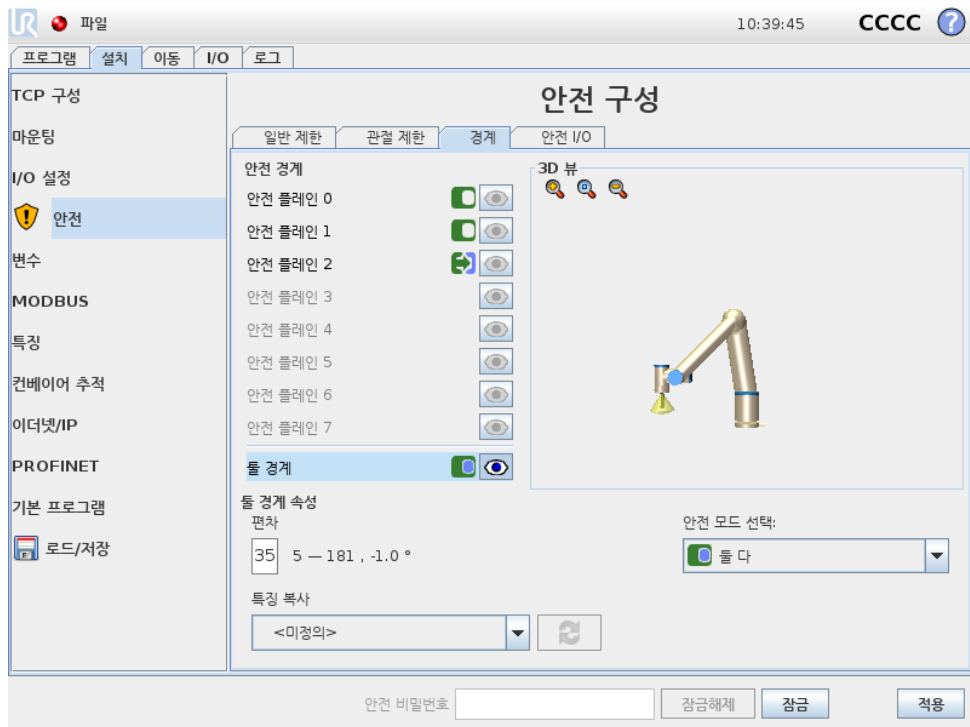 UR 파일 10:39:45 CCCC ?
프로그램 설치 이동 I/O 로그
TCP 구성
마운팅
I/O 설정
안전
변수
MODBUS
특징
컨베이어 추적
이더넷/IP
PROFINET
기본 프로그램
로드/저장
안전 구성
일반 제한 관절 제한 경계 안전 I/O
안전 경계
안전 플레인 0
안전 플레인 1
안전 플레인 2
안전 플레인 3
안전 플레인 4
안전 플레인 5
안전 플레인 6
안전 플레인 7
툴 경계
3D 뷰
툴 경계 속성
편차
35 5 — 181 , -1.0 °
특징 복사
<미정의>
안전 모드 선택:
둘 다
안전 비밀번호 잠금해제 잠금 적용